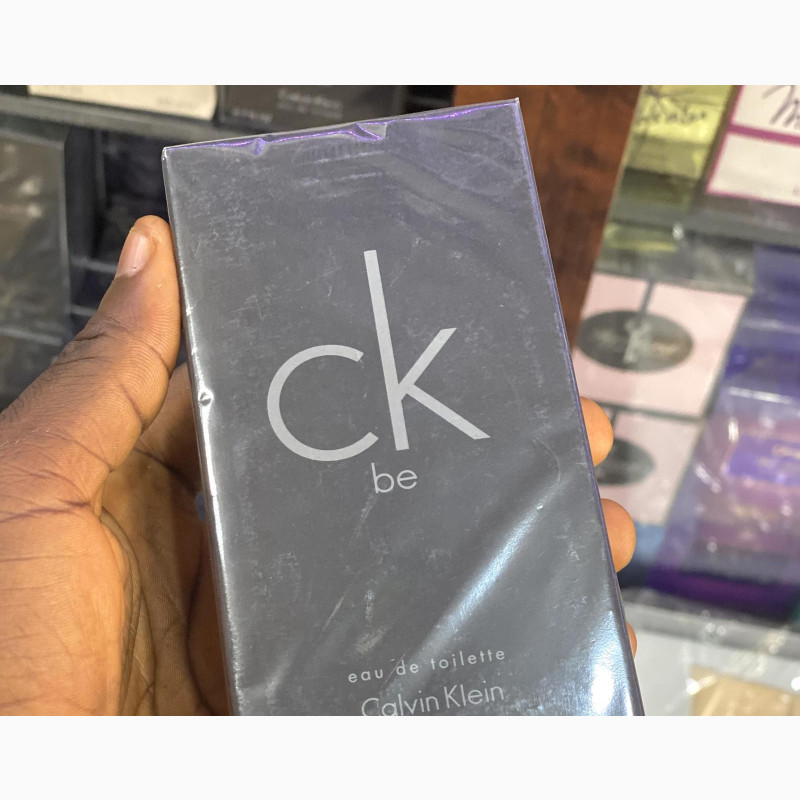 ck
be
eau de toilette
Calvin Klein